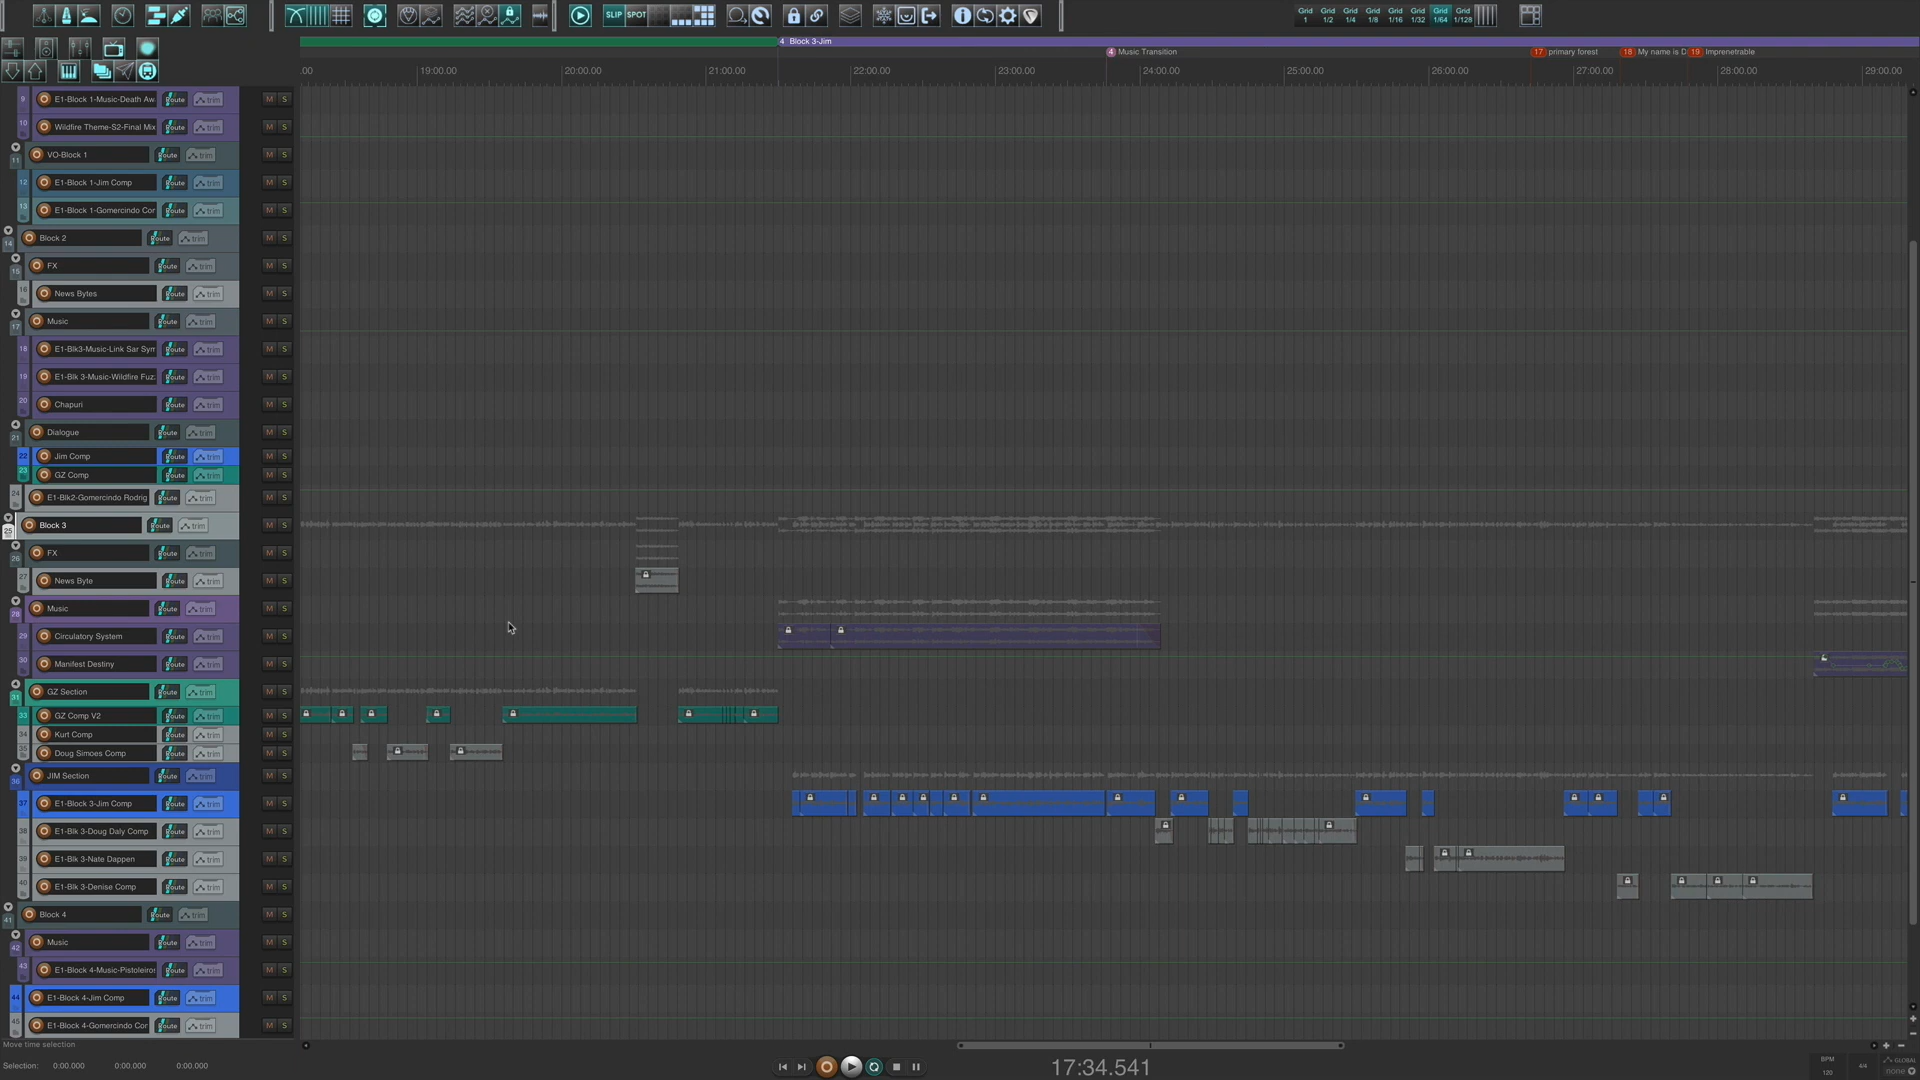 SLIP SPOT
Grid 1 Grid 1/2 Grid 1/4 Grid 1/8 Grid 1/16 Grid 1/32 Grid 1/64 Grid 1/128
4 Block 3-Jim
4 Music Transition 17 primary forest 18 My name is D 19 Imprenetrable
.00 19:00.00 20:00.00 21:00.00 22:00.00 23:00.00 24:00.00 25:00.00 26:00.00 27:00.00 28:00.00 29:00.00
9 E1-Block 1-Music-Death Aw Route trim M S
10 Wildfire Theme-S2-Final Mix Route trim M S
11 VO-Block 1 Route trim M S
12 E1-Block 1-Jim Comp Route trim M S
13 E1-Block 1-Gomercindo Cor Route trim M S
14 Block 2 Route trim M S
15 FX Route trim M S
16 News Bytes Route trim M S
17 Music Route trim M S
18 E1-Blk3-Music-Link Sar Sym Route trim M S
19 E1-Blk 3-Music-Wildfire Fuz Route trim M S
20 Chapuri Route trim M S
21 Dialogue Route trim M S
22 Jim Comp Route trim M S
23 GZ Comp Route trim M S
24 E1-Blk2-Gomercindo Rodrig Route trim M S
25 Block 3 Route trim M S
26 FX Route trim M S
27 News Byte Route trim M S
28 Music Route trim M S
29 Circulatory System Route trim M S
30 Manifest Destiny Route trim M S
31 GZ Section Route trim M S
33 GZ Comp V2 Route trim M S
34 Kurt Comp Route trim M S
35 Doug Simoes Comp Route trim M S
36 JIM Section Route trim M S
37 E1-Block 3-Jim Comp Route trim M S
38 E1-Blk 3-Doug Daly Comp Route trim M S
39 E1-Blk 3-Nate Dappen Route trim M S
40 E1-Blk 3-Denise Comp Route trim M S
41 Block 4 Route trim M S
42 Music Route trim M S
43 E1-Block 4-Music-Pistoleiro Route trim M S
44 E1-Block 4-Jim Comp Route trim M S
45 E1-Block 4-Gomercindo Cor Route trim M S
Move time selection
Selection: 0:00.000 0:00.000 0:00.000
17:34.541
BPM 120 4/4 GLOBAL none